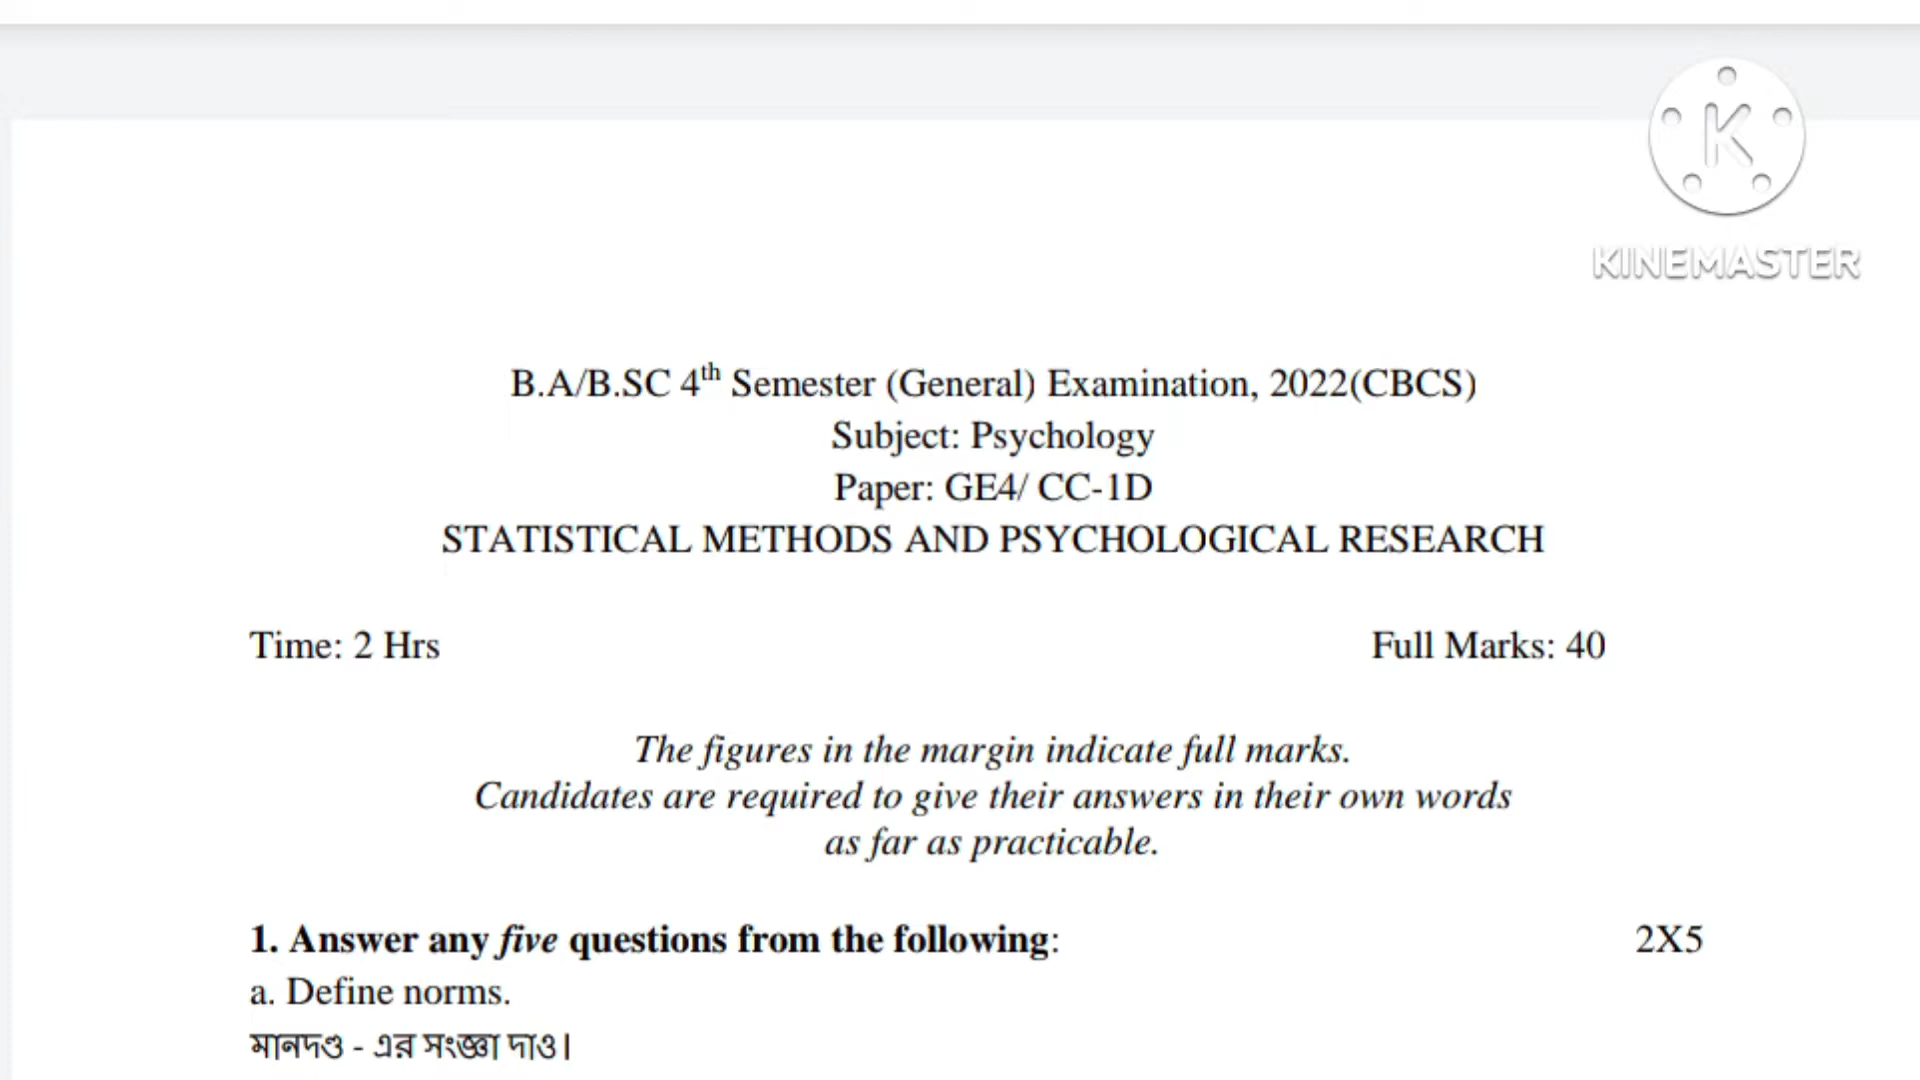 K
KINEMASTER
B.A/B.SC 4th Semester (General) Examination, 2022(CBCS)
Subject: Psychology
Paper: GE4/ CC-1D
STATISTICAL METHODS AND PSYCHOLOGICAL RESEARCH
Time: 2 Hrs Full Marks: 40
The figures in the margin indicate full marks.
Candidates are required to give their answers in their own words
as far as practicable.
1. Answer any five questions from the following: 2X5
a. Define norms.
মানদণ্ড - এর সংজ্ঞা দাও।